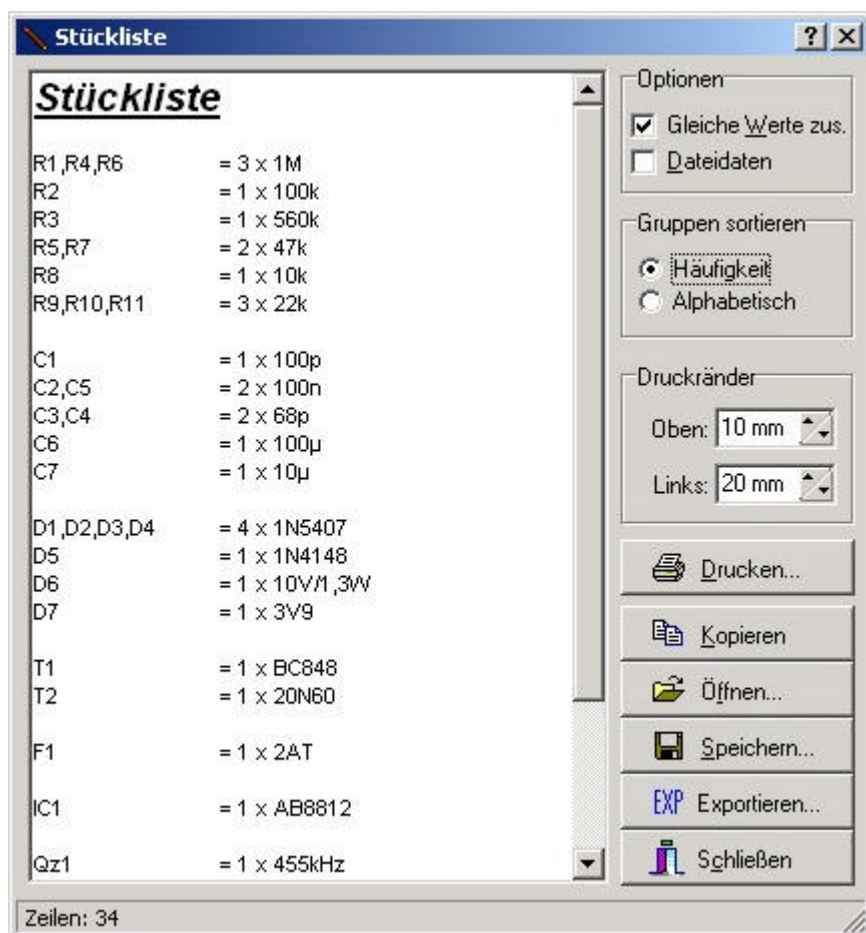 Stückliste
Stückliste
R1,R4,R6 = 3 x 1M
R2 = 1 x 100k
R3 = 1 x 560k
R5,R7 = 2 x 47k
R8 = 1 x 10k
R9,R10,R11 = 3 x 22k
C1 = 1 x 100p
C2,C5 = 2 x 100n
C3,C4 = 2 x 68p
C6 = 1 x 100µ
C7 = 1 x 10µ
D1,D2,D3,D4 = 4 x 1N5407
D5 = 1 x 1N4148
D6 = 1 x 10V/1,3W
D7 = 1 x 3V9
T1 = 1 x BC848
T2 = 1 x 20N60
F1 = 1 x 2AT
IC1 = 1 x AB8812
Qz1 = 1 x 455kHz
Optionen
Gleiche Werte zus.
Dateidaten
Gruppen sortieren
Häufigkeit
Alphabetisch
Druckränder
Oben: 10 mm
Links: 20 mm
Drucken...
Kopieren
Öffnen...
Speichern...
EXP Exportieren...
Schließen
Zeilen: 34